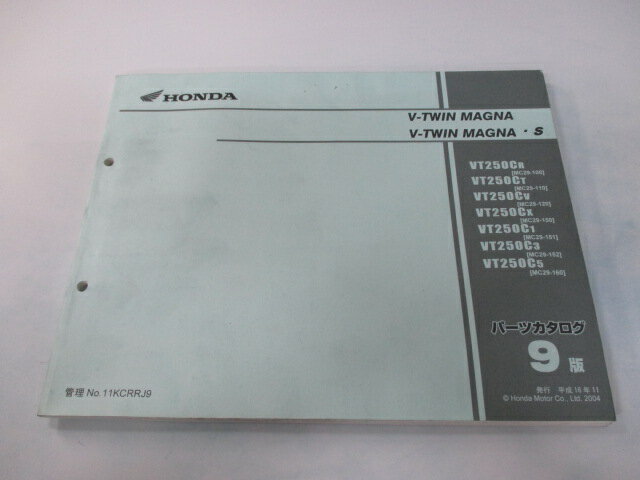 HONDA
V-TWIN MAGNA
V-TWIN MAGNA・S
VT250CR
[MC29-100]
VT250CT
[MC29-110]
VT250CV
[MC29-120]
VT250CX
[MC29-150]
VT250C1
[MC29-151]
VT250C3
[MC29-152]
VT250C5
[MC29-160]
パーツカタログ
9版
管理 No.11KCRRJ9
発行 平成16年11
© Honda Motor Co., Ltd. 2004